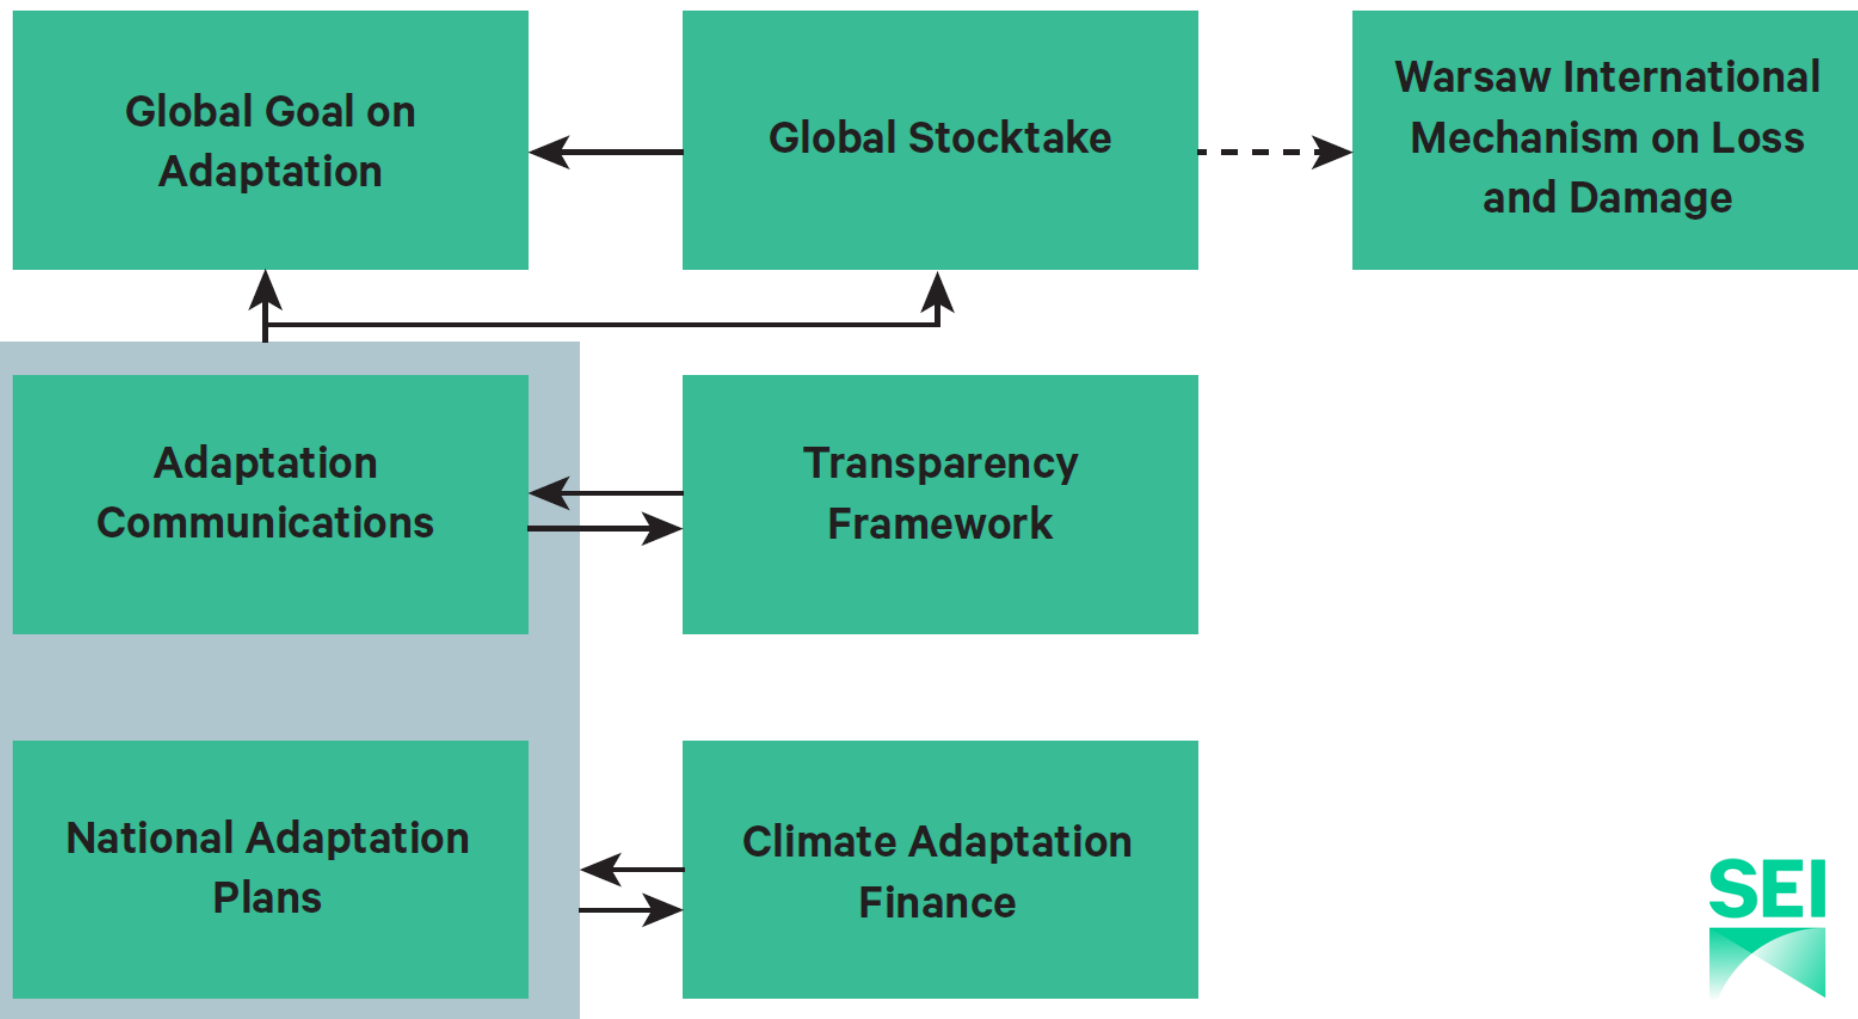 Global Goal on
Adaptation
Global Stocktake
Warsaw International
Mechanism on Loss
and Damage
Adaptation
Communications
Transparency
Framework
National Adaptation
Plans
Climate Adaptation
Finance
SEI